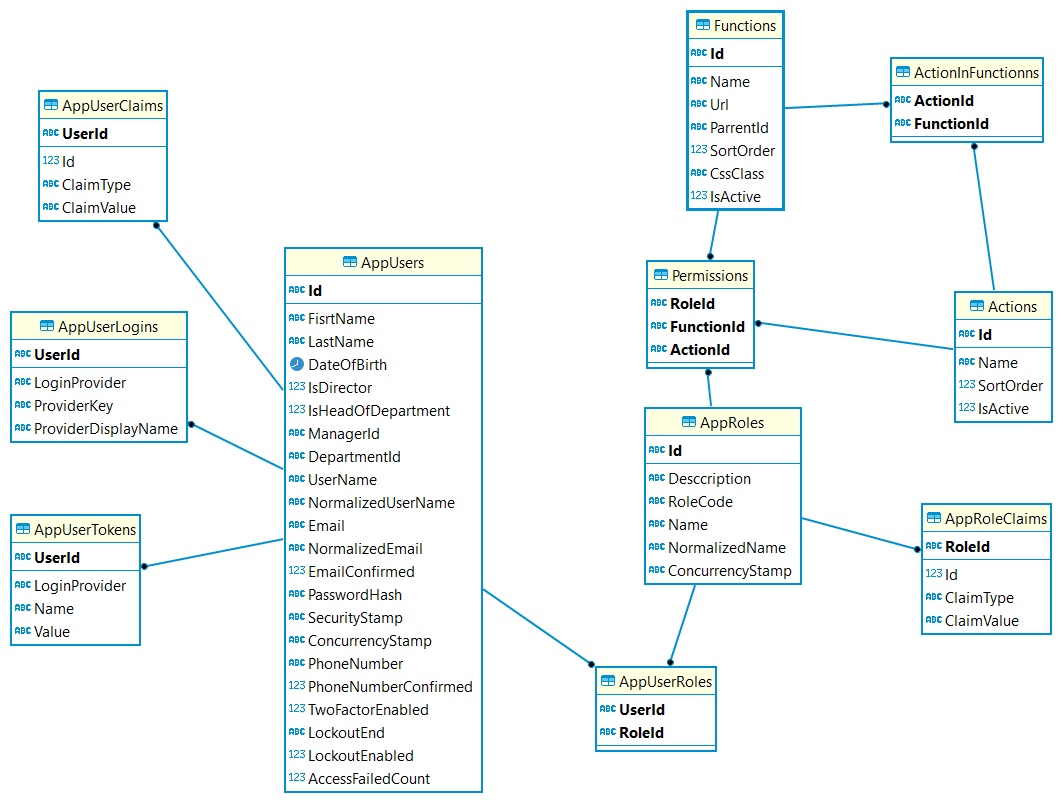 Functions
ABC Id
ABC Name
ABC Url
ABC ParrentId
123 SortOrder
ABC CssClass
123 IsActive
ActionInFunctionns
ABC ActionId
ABC FunctionId
AppUserClaims
ABC UserId
123 Id
ABC ClaimType
ABC ClaimValue
AppUsers
ABC Id
ABC FisrtName
ABC LastName
DateOfBirth
123 IsDirector
123 IsHeadOfDepartment
ABC ManagerId
ABC DepartmentId
ABC UserName
ABC NormalizedUserName
ABC Email
ABC NormalizedEmail
123 EmailConfirmed
ABC PasswordHash
ABC SecurityStamp
ABC ConcurrencyStamp
ABC PhoneNumber
123 PhoneNumberConfirmed
123 TwoFactorEnabled
ABC LockoutEnd
123 LockoutEnabled
123 AccessFailedCount
Permissions
ABC RoleId
ABC FunctionId
ABC ActionId
Actions
ABC Id
ABC Name
123 SortOrder
123 IsActive
AppUserLogins
ABC UserId
ABC LoginProvider
ABC ProviderKey
ABC ProviderDisplayName
AppRoles
ABC Id
ABC Desccription
ABC RoleCode
ABC Name
ABC NormalizedName
ABC ConcurrencyStamp
AppRoleClaims
ABC RoleId
123 Id
ABC ClaimType
ABC ClaimValue
AppUserTokens
ABC UserId
ABC LoginProvider
ABC Name
ABC Value
AppUserRoles
ABC UserId
ABC RoleId